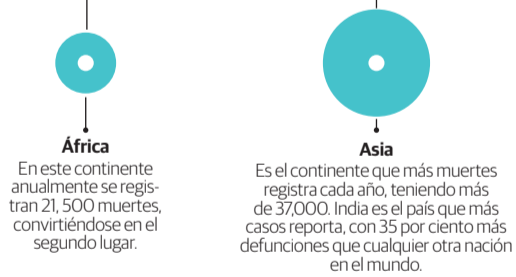 África
En este continente
anualmente se regis-
tran 21, 500 muertes,
convirtiéndose en el
segundo lugar.
Asia
Es el continente que más muertes
registra cada año, teniendo más
de 37,000. India es el país que más
casos reporta, con 35 por ciento más
defunciones que cualquier otra nación
en el mundo.